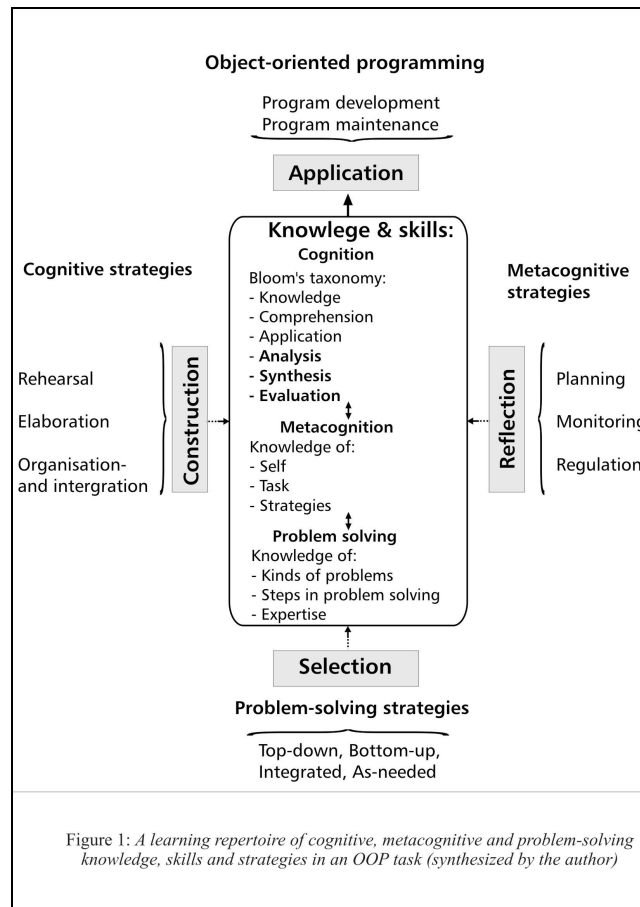 Object-oriented programming
Program development
Program maintenance
Application
Knowlege & skills:
Cognition
Bloom's taxonomy:
- Knowledge
- Comprehension
- Application
- Analysis
- Synthesis
- Evaluation
Metacognition
Knowledge of:
- Self
- Task
- Strategies
Problem solving
Knowledge of:
- Kinds of problems
- Steps in problem solving
- Expertise
Cognitive strategies
Rehearsal
Elaboration
Organisation-
and intergration
Construction
Metacognitive
strategies
Reflection
Planning
Monitoring
Regulation
Selection
Problem-solving strategies
Top-down, Bottom-up,
Integrated, As-needed
Figure 1: A learning repertoire of cognitive, metacognitive and problem-solving
knowledge, skills and strategies in an OOP task (synthesized by the author)